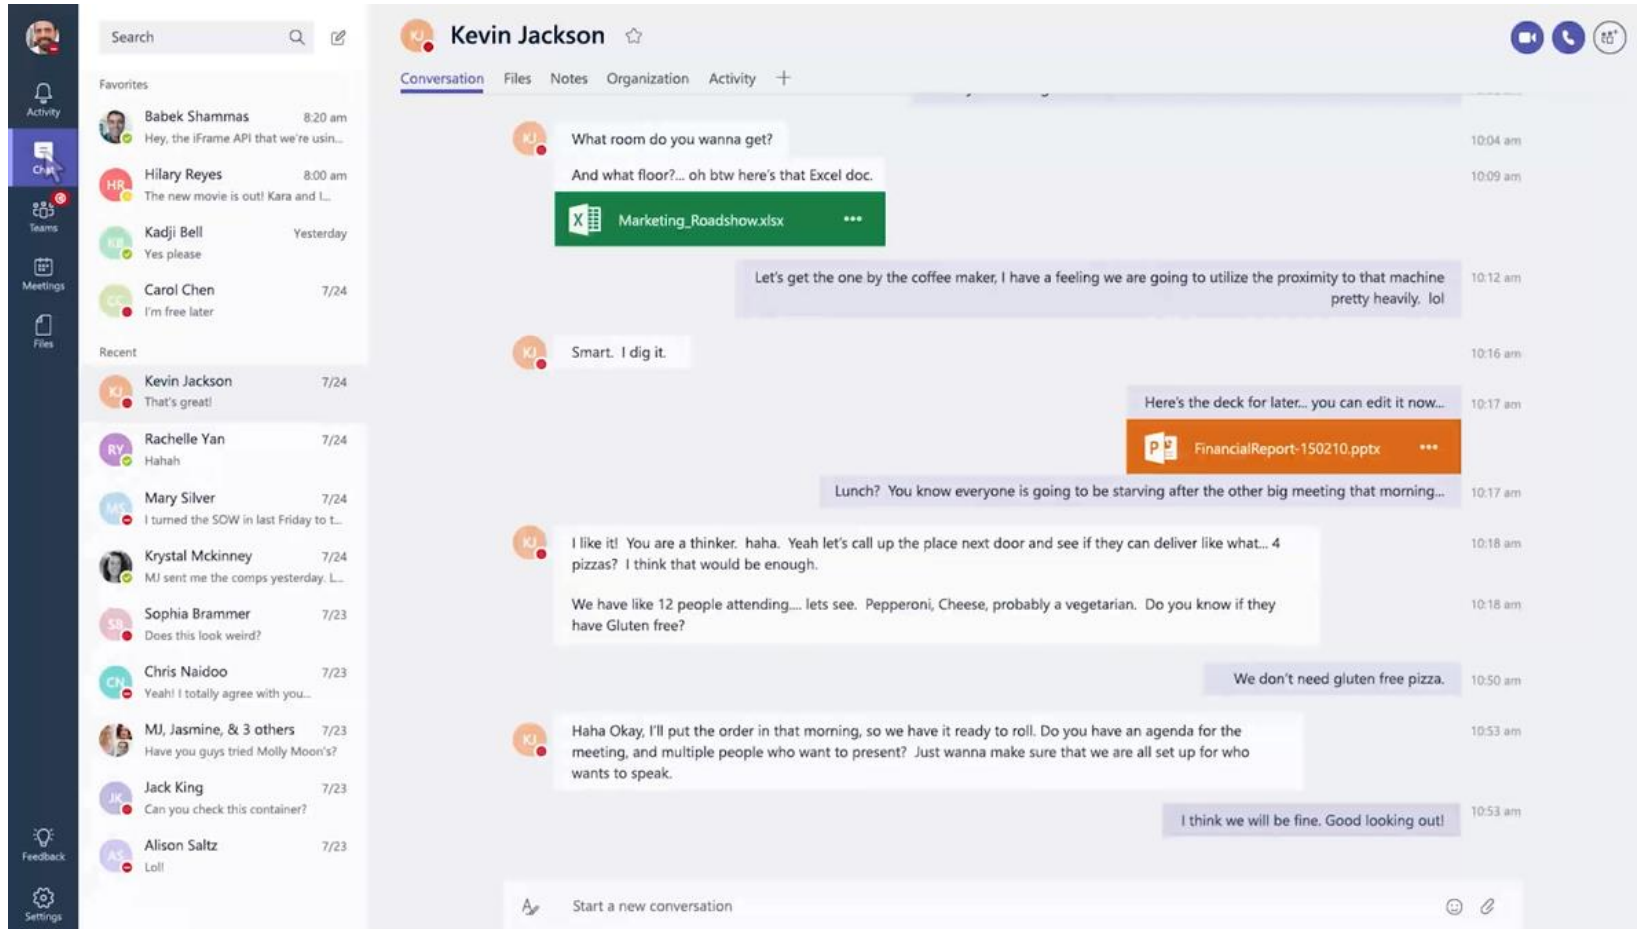 Search
Activity
Chat
Teams
Meetings
Files
Feedback
Settings
Favorites
Babek Shammas 8:20 am
Hey, the iFrame API that we're usin...
HR
Hilary Reyes 8:00 am
The new movie is out! Kara and I...
KB
Kadji Bell Yesterday
Yes please
CC
Carol Chen 7/24
I'm free later
Recent
KJ
Kevin Jackson 7/24
That's great!
RY
Rachelle Yan 7/24
Hahah
MS
Mary Silver 7/24
I turned the SOW in last Friday to t...
Krystal Mckinney 7/24
MJ sent me the comps yesterday. L...
SB
Sophia Brammer 7/23
Does this look weird?
CN
Chris Naidoo 7/23
Yeah! I totally agree with you...
MJ, Jasmine, & 3 others 7/23
Have you guys tried Molly Moon's?
JK
Jack King 7/23
Can you check this container?
AS
Alison Saltz 7/23
Lol!
KJ
Kevin Jackson
Conversation Files Notes Organization Activity +
KJ
What room do you wanna get? 10:04 am
And what floor?... oh btw here's that Excel doc. 10:09 am
Marketing_Roadshow.xlsx
Let's get the one by the coffee maker, I have a feeling we are going to utilize the proximity to that machine 10:12 am
pretty heavily. lol
KJ
Smart. I dig it. 10:16 am
Here's the deck for later... you can edit it now... 10:17 am
FinancialReport-150210.pptx
Lunch? You know everyone is going to be starving after the other big meeting that morning... 10:17 am
KJ
I like it! You are a thinker. haha. Yeah let's call up the place next door and see if they can deliver like what... 4 10:18 am
pizzas? I think that would be enough.
We have like 12 people attending.... lets see. Pepperoni, Cheese, probably a vegetarian. Do you know if they 10:18 am
have Gluten free?
We don't need gluten free pizza. 10:50 am
KJ
Haha Okay, I'll put the order in that morning, so we have it ready to roll. Do you have an agenda for the 10:53 am
meeting, and multiple people who want to present? Just wanna make sure that we are all set up for who
wants to speak.
I think we will be fine. Good looking out! 10:53 am
Start a new conversation